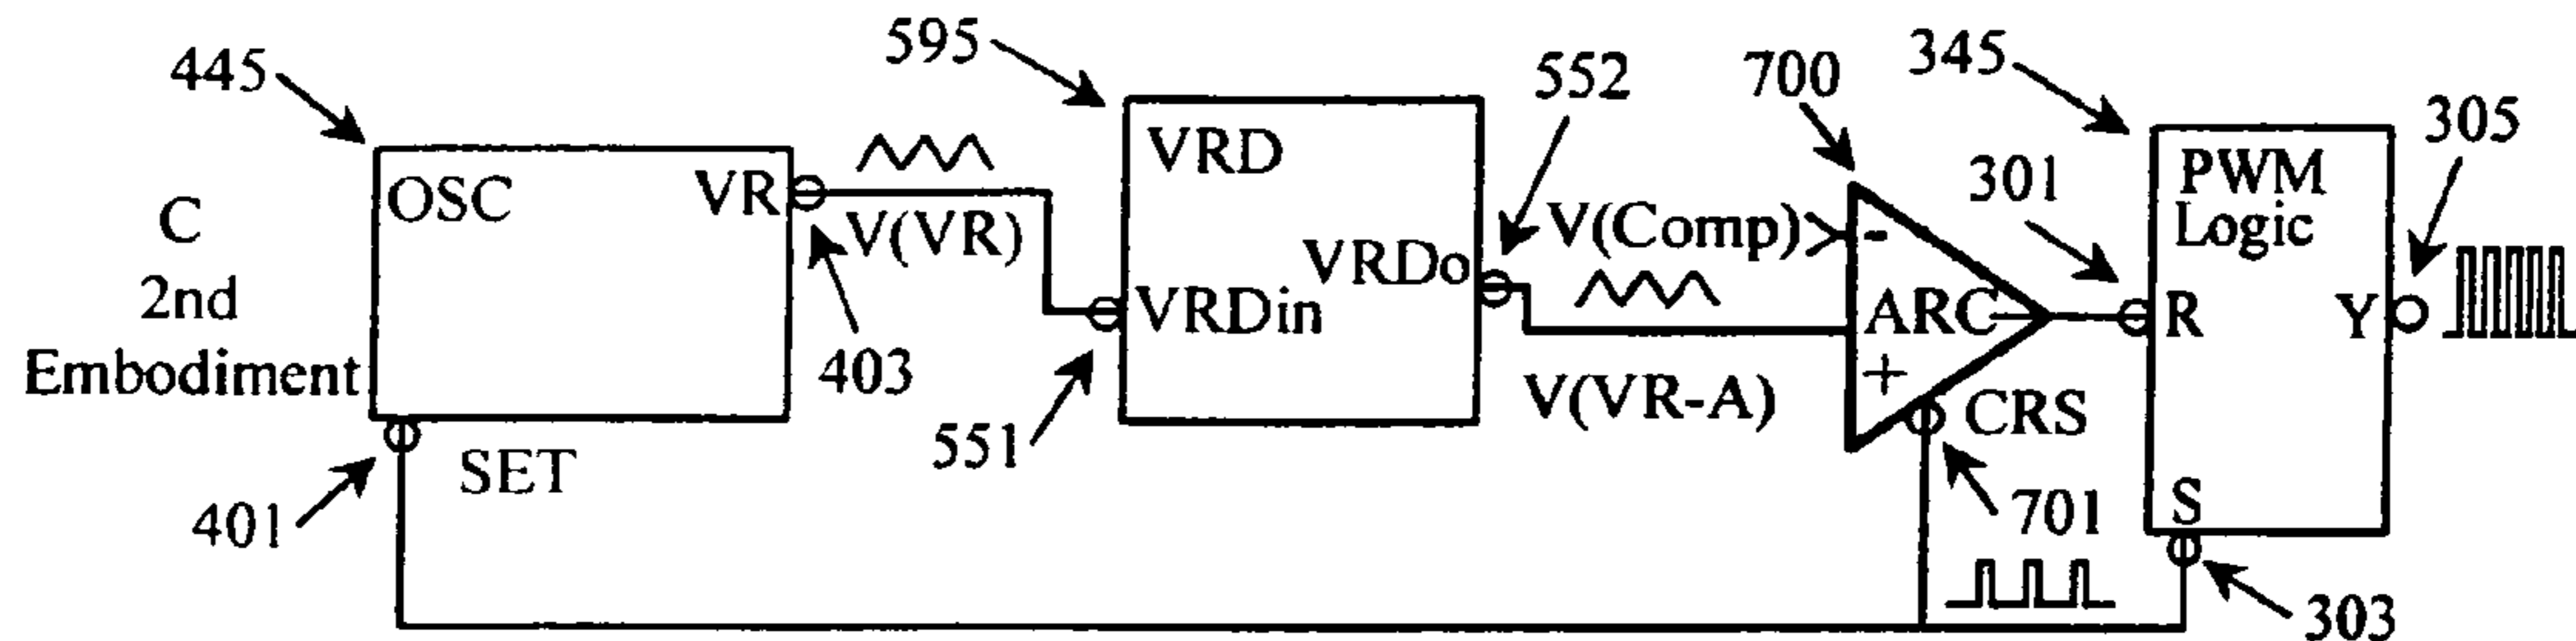 C
2nd
Embodiment
445
OSC
VR
403
V(VR)
401
SET
595
VRD
VRDin
VRDo
551
552
V(Comp)
V(VR-A)
700
-
ARC
+
CRS
701
301
345
PWM
Logic
R
Y
S
305
303